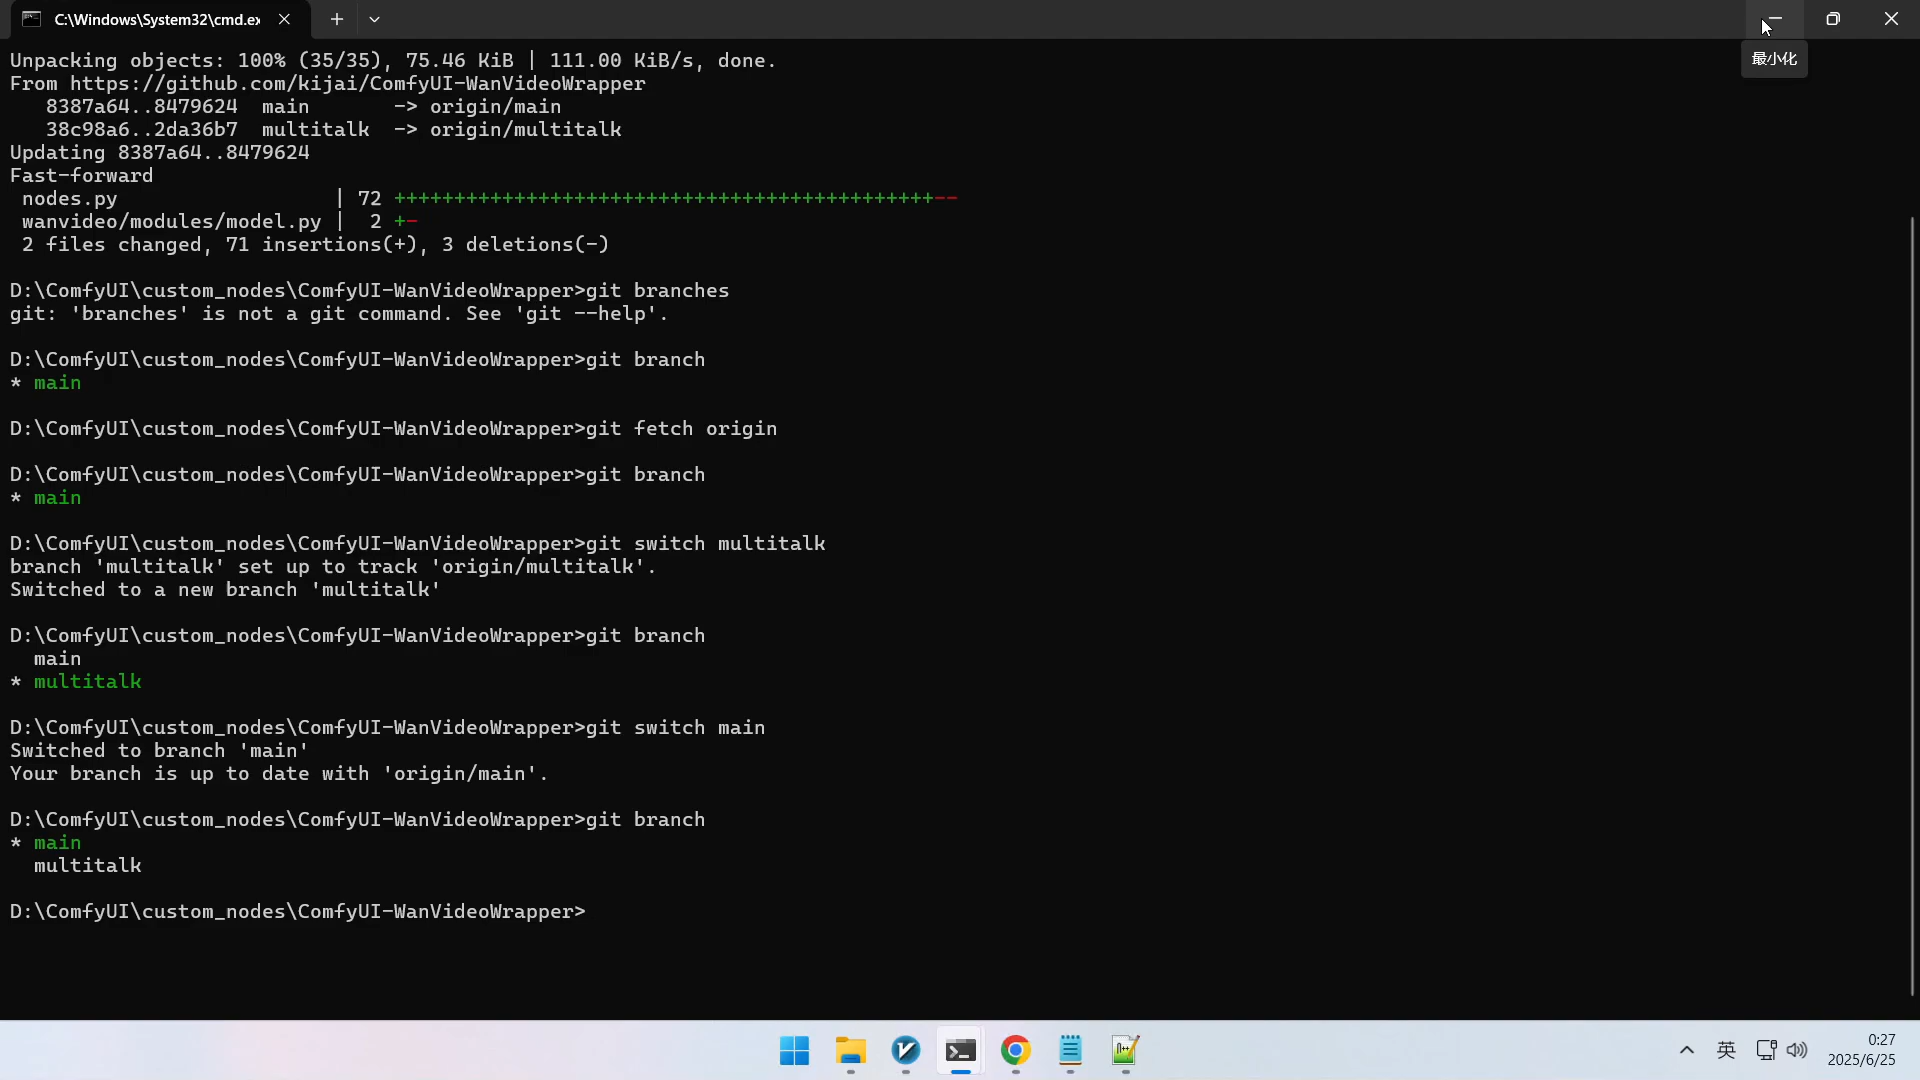 C:\Windows\System32\cmd.ex
最小化
Unpacking objects: 100% (35/35), 75.46 KiB | 111.00 KiB/s, done.
From https://github.com/kijai/ComfyUI-WanVideoWrapper
   8387a64..8479624  main       -> origin/main
   38c98a6..2da36b7  multitalk  -> origin/multitalk
Updating 8387a64..8479624
Fast-forward
 nodes.py                  | 72 +++++++++++++++++++++++++++++++++++++++++++++--
 wanvideo/modules/model.py |  2 +-
 2 files changed, 71 insertions(+), 3 deletions(-)
D:\ComfyUI\custom_nodes\ComfyUI-WanVideoWrapper>git branches
git: 'branches' is not a git command. See 'git --help'.
D:\ComfyUI\custom_nodes\ComfyUI-WanVideoWrapper>git branch
* main
D:\ComfyUI\custom_nodes\ComfyUI-WanVideoWrapper>git fetch origin
D:\ComfyUI\custom_nodes\ComfyUI-WanVideoWrapper>git branch
* main
D:\ComfyUI\custom_nodes\ComfyUI-WanVideoWrapper>git switch multitalk
branch 'multitalk' set up to track 'origin/multitalk'.
Switched to a new branch 'multitalk'
D:\ComfyUI\custom_nodes\ComfyUI-WanVideoWrapper>git branch
  main
* multitalk
D:\ComfyUI\custom_nodes\ComfyUI-WanVideoWrapper>git switch main
Switched to branch 'main'
Your branch is up to date with 'origin/main'.
D:\ComfyUI\custom_nodes\ComfyUI-WanVideoWrapper>git branch
* main
  multitalk
D:\ComfyUI\custom_nodes\ComfyUI-WanVideoWrapper>
英
0:27
2025/6/25